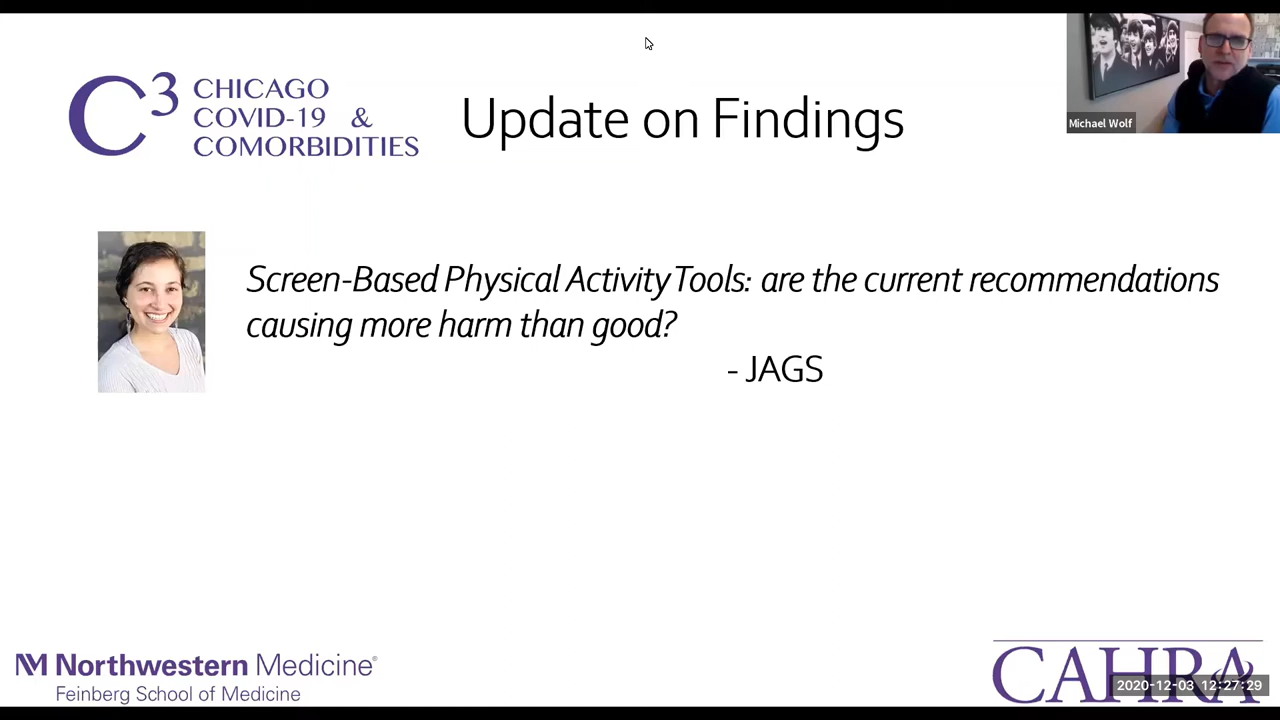 C3 CHICAGO
COVID-19 &
COMORBIDITIES
Update on Findings
Michael Wolf
Screen-Based Physical Activity Tools: are the current recommendations
causing more harm than good?
- JAGS
NM Northwestern Medicine®
Feinberg School of Medicine
CAHRA
2020-12-03 12:27:29